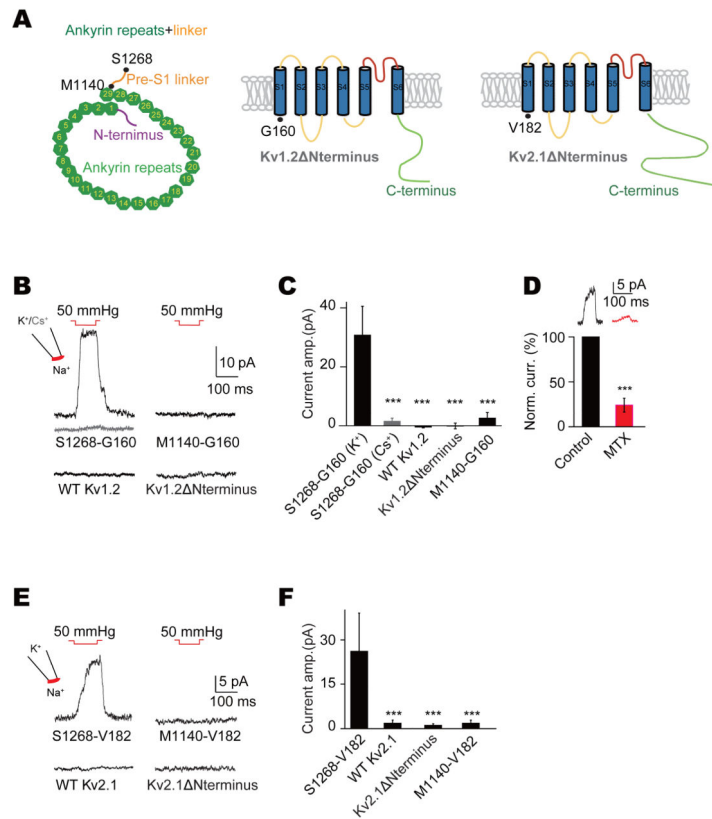 A
Ankyrin repeats+linker
S1268
M1140
Pre-S1 linker
N-ternimus
Ankyrin repeats
1 2 3 4 5 6 7 8 9 10 11 12 13 14 15 16 17 18 19 20 21 22 23 24 25 26 27 28 29
S1 S2 S3 S4 S5 S6
G160
Kv1.2ΔNterminus
C-terminus
S1 S2 S3 S4 S5 S6
V182
Kv2.1ΔNterminus
C-terminus
B
50 mmHg
50 mmHg
K⁺/Cs⁺
Na⁺
10 pA
100 ms
S1268-G160
M1140-G160
WT Kv1.2
Kv1.2ΔNterminus
C
Current amp.(pA)
40
20
0
*** *** *** ***
S1268-G160 (K⁺)
S1268-G160 (Cs⁺)
WT Kv1.2
Kv1.2ΔNterminus
M1140-G160
D
5 pA
100 ms
Norm. curr. (%)
100
50
0
***
Control
MTX
E
50 mmHg
50 mmHg
K⁺
Na⁺
5 pA
100 ms
S1268-V182
M1140-V182
WT Kv2.1
Kv2.1ΔNterminus
F
Current amp.(pA)
30
15
0
*** *** ***
S1268-V182
WT Kv2.1
Kv2.1ΔNterminus
M1140-V182